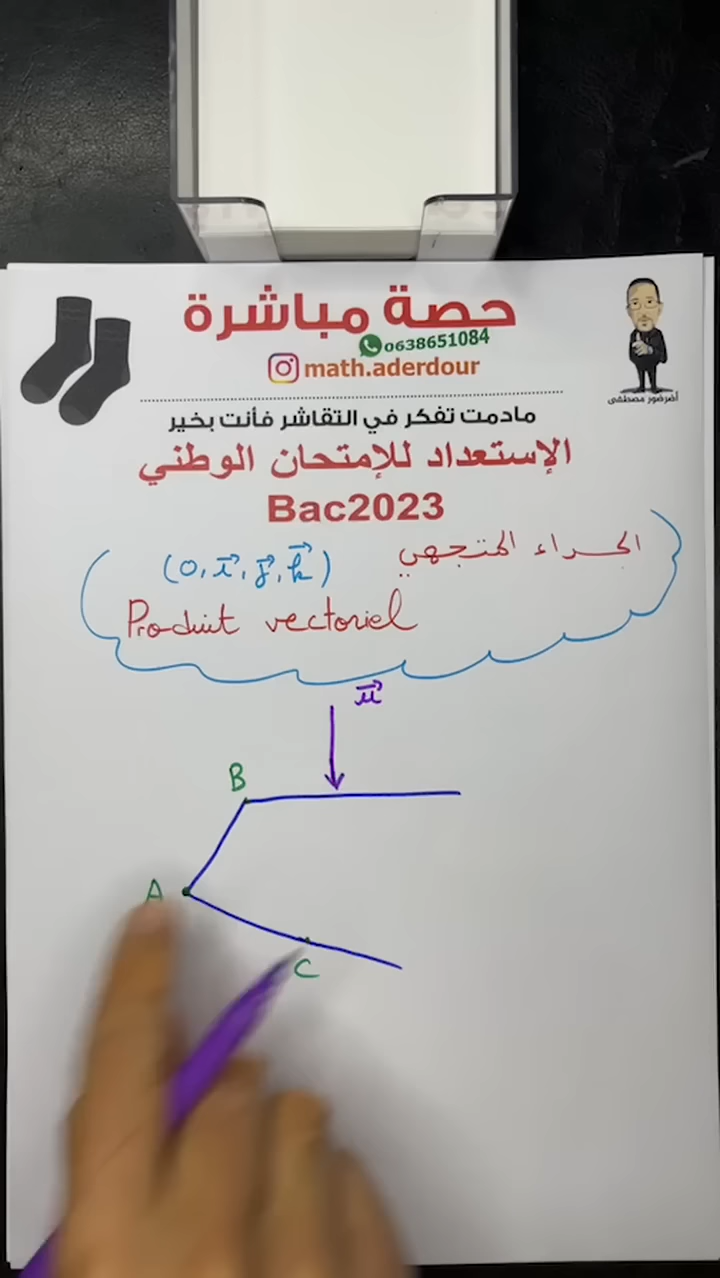 حصة مباشرة
0638651084
math.aderdour
أضرضور مصطفى
مادمت تفكر في التقاشر فأنت بخير
الإستعداد للإمتحان الوطني
Bac2023
(O, i⃗, j⃗, k⃗) الجداء المتجهي
Produit vectoriel
u⃗
B
A
C